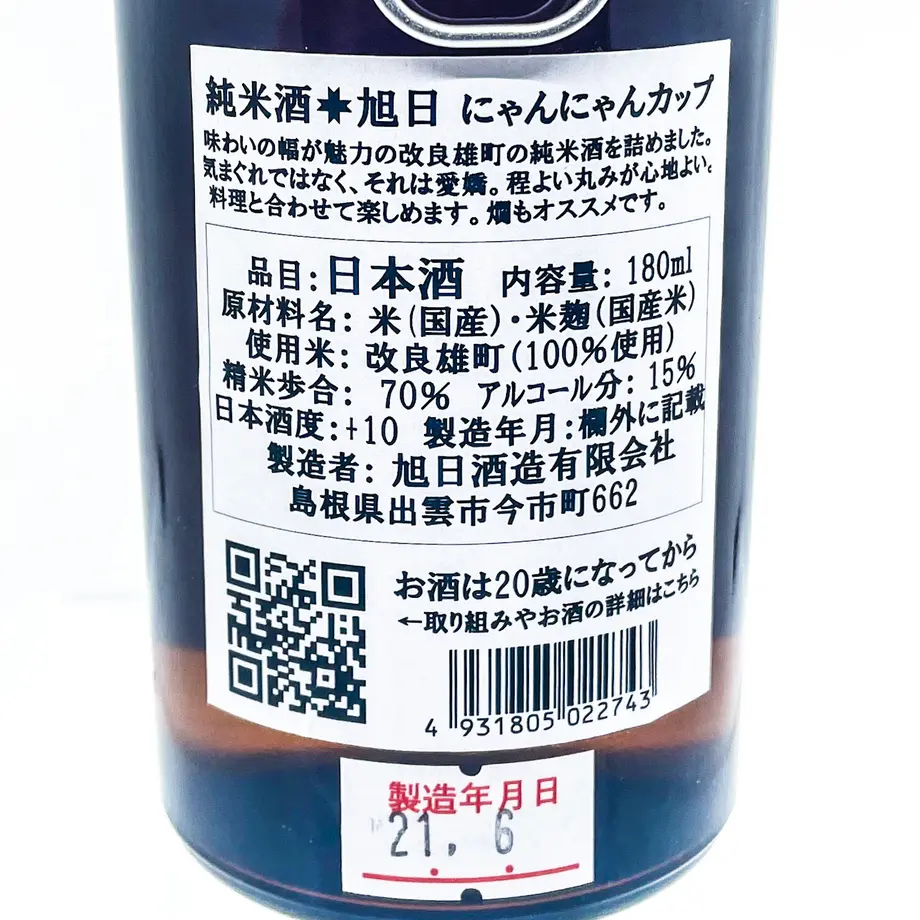 純米酒✷旭日 にゃんにゃんカップ
味わいの幅が魅力の改良雄町の純米酒を詰めました。
気まぐれではなく、それは愛嬌。程よい丸みが心地よい。
料理と合わせて楽しめます。燗もオススメです。
品目:日本酒 内容量: 180ml
原材料名: 米(国産)・米麹(国産米)
使用米: 改良雄町(100%使用)
精米歩合: 70% アルコール分: 15%
日本酒度:+10 製造年月:欄外に記載
製造者: 旭日酒造有限会社
島根県出雲市今市町662
お酒は20歳になってから
←取り組みやお酒の詳細はこちら
4 931805 022743
製造年月日
21. 6